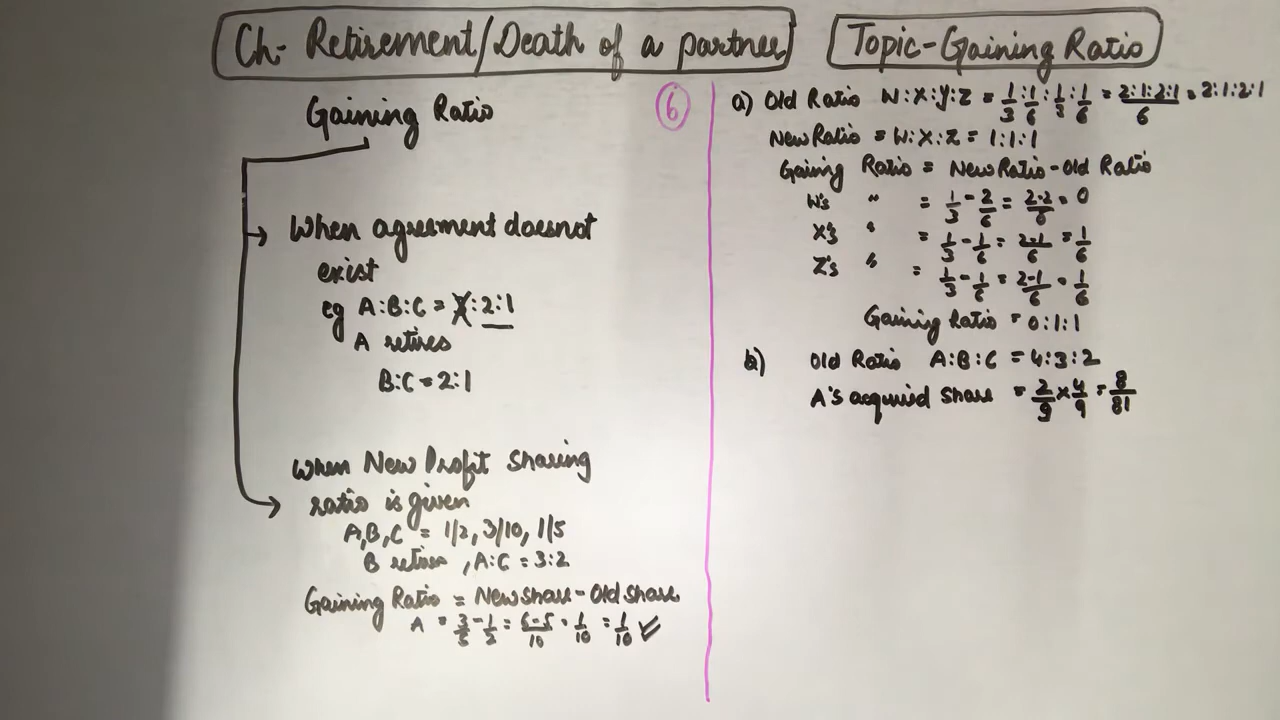 Ch- Retirement/Death of a partner
Topic-Gaining Ratio
Gaining Ratio
When agreement doesnot
exist
eg A:B:C = 1:2:1
A retires
B:C = 2:1
When New Profit sharing
ratio is given
A,B,C = 1/2, 3/10, 1/5
B retires, A:C = 3:2
Gaining Ratio = New share - Old share
A = 3/5 - 1/2 = 6-5/10 = 1/10 = 1/10 ✓
6
a) Old Ratio W:X:Y:Z = 1/3 : 1/6 : 1/3 : 1/6 = 2:1:2:1/6 = 2:1:2:1
New Ratio = W:X:Z = 1:1:1
Gaining Ratio = New Ratio - Old Ratio
W's " = 1/3 - 2/6 = 2-2/6 = 0
X's " = 1/3 - 1/6 = 2-1/6 = 1/6
Z's " = 1/3 - 1/6 = 2-1/6 = 1/6
Gaining Ratio = 0:1:1
b) Old Ratio A:B:C = 4:3:2
A's acquired share = 2/9 × 4/9 = 8/81